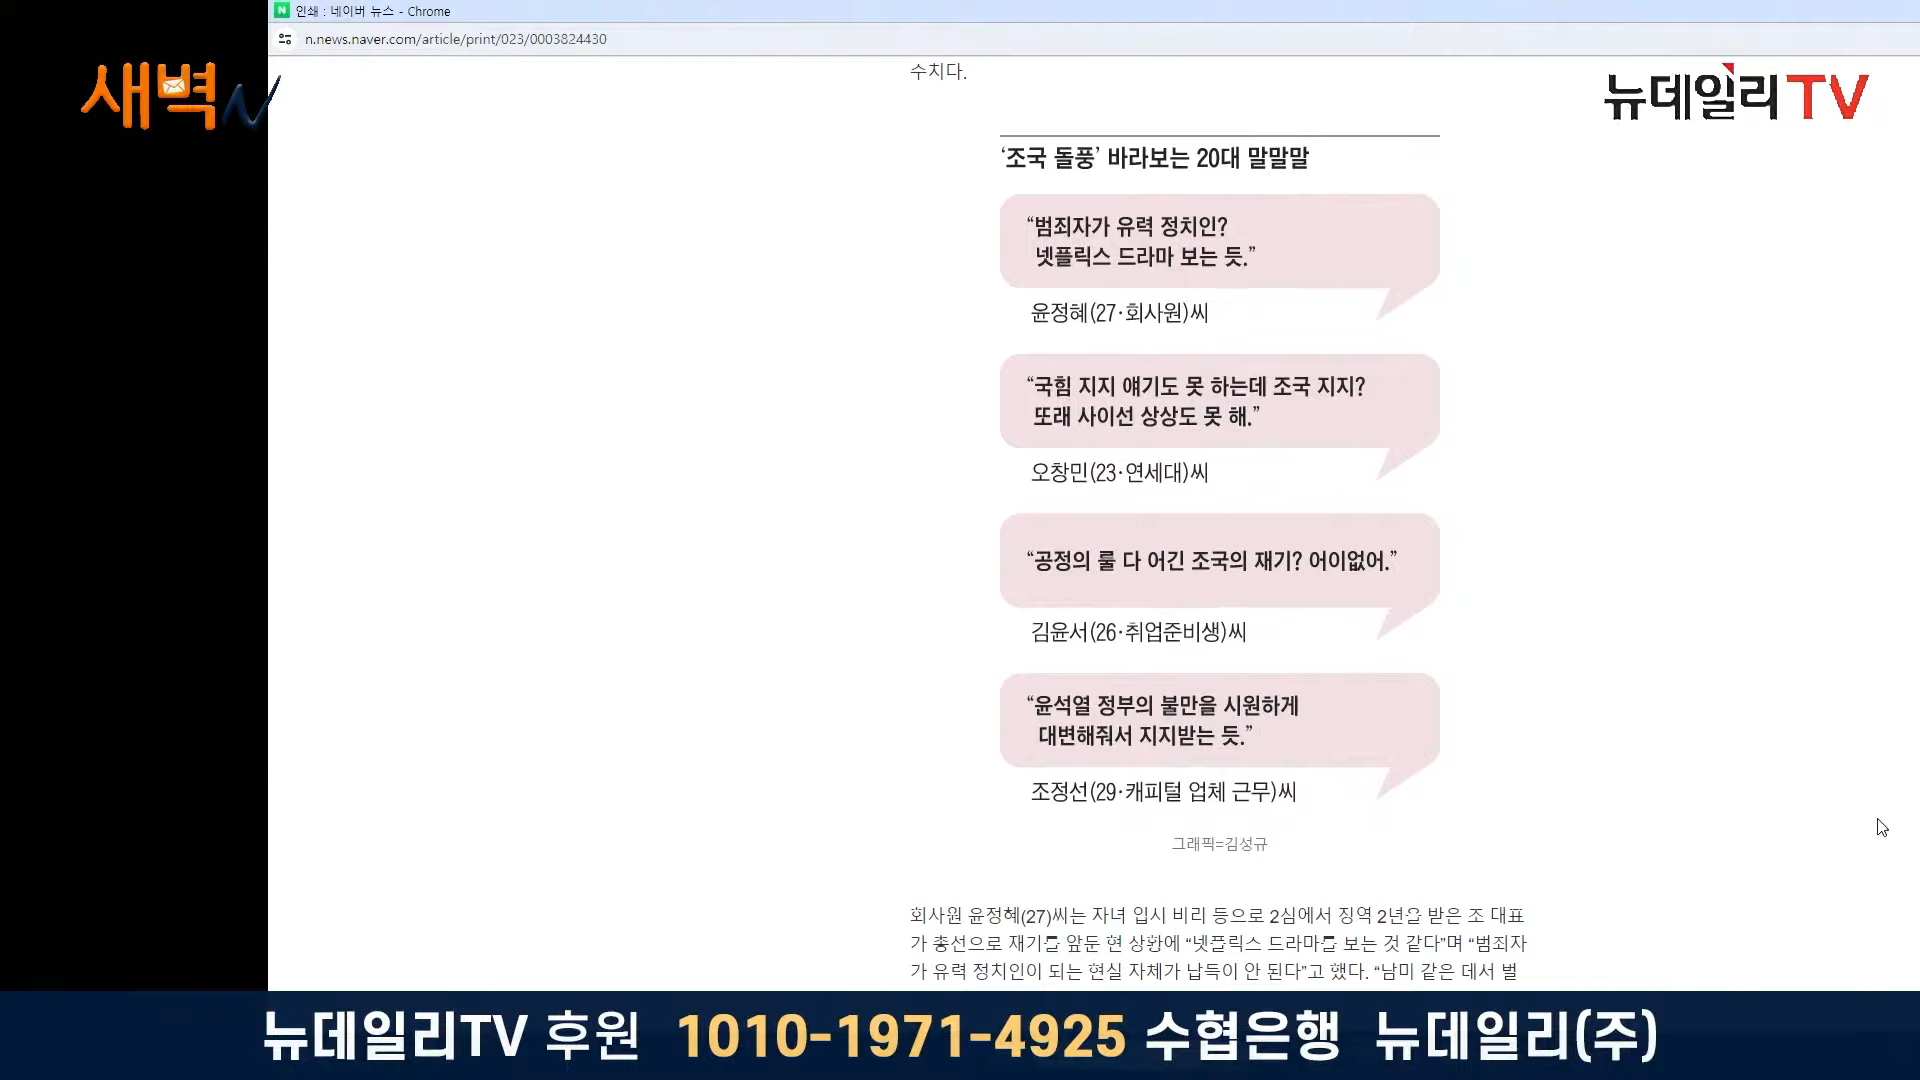 인쇄 : 네이버 뉴스 - Chrome
n.news.naver.com/article/print/023/0003824430
새벽N
뉴데일리TV
수치다.
‘조국 돌풍’ 바라보는 20대 말말말
“범죄자가 유력 정치인?
넷플릭스 드라마 보는 듯.”
윤정혜(27·회사원)씨
“국힘 지지 얘기도 못 하는데 조국 지지?
또래 사이선 상상도 못 해.”
오창민(23·연세대)씨
“공정의 룰 다 어긴 조국의 재기? 어이없어.”
김윤서(26·취업준비생)씨
“윤석열 정부의 불만을 시원하게
대변해줘서 지지받는 듯.”
조정선(29·캐피털 업체 근무)씨
그래픽=김성규
회사원 윤정혜(27)씨는 자녀 입시 비리 등으로 2심에서 징역 2년을 받은 조 대표
가 총선으로 재기를 앞둔 현 상황에 “넷플릭스 드라마를 보는 것 같다”며 “범죄자
가 유력 정치인이 되는 현실 자체가 납득이 안 된다”고 했다. “남미 같은 데서 벌
뉴데일리TV 후원 1010-1971-4925 수협은행 뉴데일리(주)